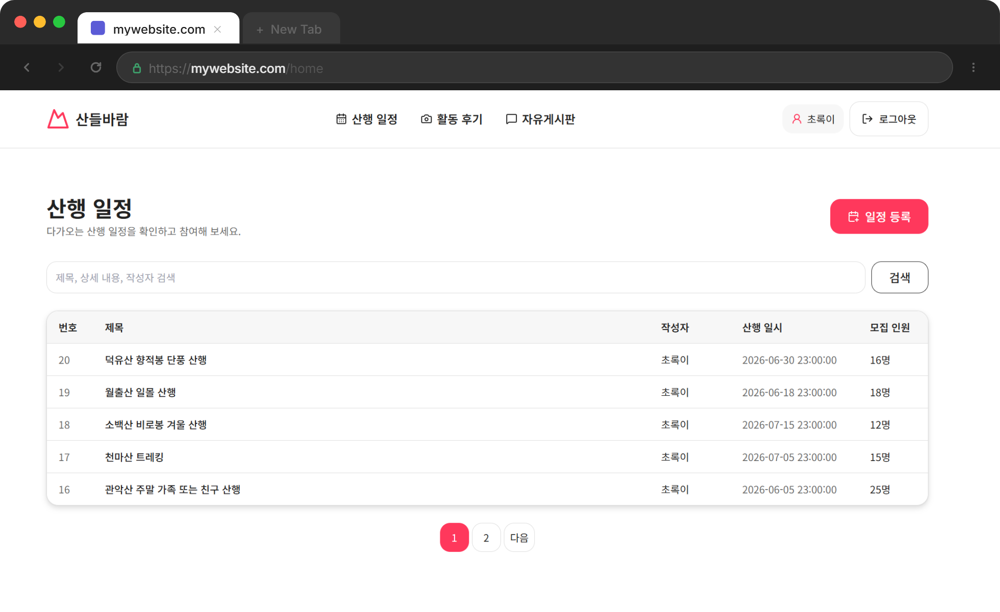 mywebsite.com
+ New Tab
https://mywebsite.com/home
산들바람
산행 일정
활동 후기
자유게시판
초록이
로그아웃
산행 일정
다가오는 산행 일정을 확인하고 참여해 보세요.
일정 등록
제목, 상세 내용, 작성자 검색
검색
번호 제목 작성자 산행 일시 모집 인원
20 덕유산 향적봉 단풍 산행 초록이 2026-06-30 23:00:00 16명
19 월출산 일몰 산행 초록이 2026-06-18 23:00:00 18명
18 소백산 비로봉 겨울 산행 초록이 2026-07-15 23:00:00 12명
17 천마산 트레킹 초록이 2026-07-05 23:00:00 15명
16 관악산 주말 가족 또는 친구 산행 초록이 2026-06-05 23:00:00 25명
1 2 다음